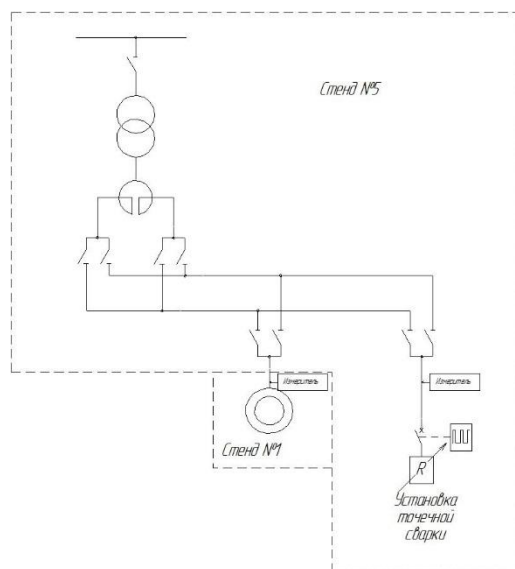 Стенд №5
Измеритель
Стенд №1
Измеритель
R
Установка
точечной
сварки